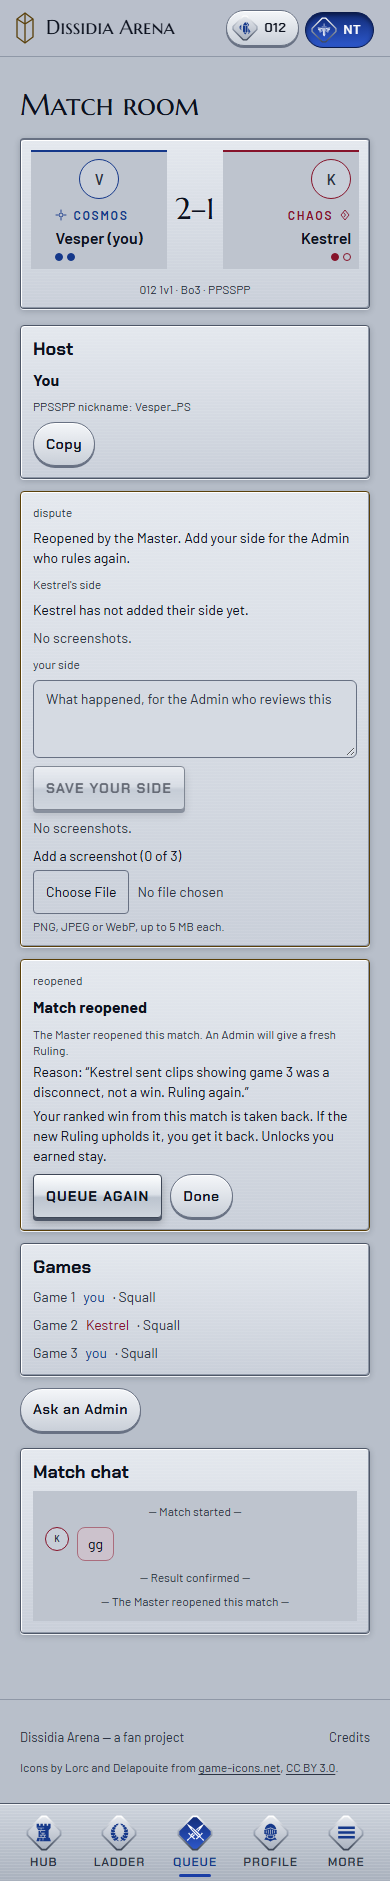 Dissidia Arena
012
NT
Match room
V
COSMOS
Vesper (you)
2–1
K
CHAOS
Kestrel
012 1v1 · Bo3 · PPSSPP
Host
You
PPSSPP nickname: Vesper_PS
Copy
dispute
Reopened by the Master. Add your side for the Admin
who rules again.
Kestrel's side
Kestrel has not added their side yet.
No screenshots.
your side
What happened, for the Admin who reviews this
SAVE YOUR SIDE
No screenshots.
Add a screenshot (0 of 3)
Choose File No file chosen
PNG, JPEG or WebP, up to 5 MB each.
reopened
Match reopened
The Master reopened this match. An Admin will give a fresh
Ruling.
Reason: “Kestrel sent clips showing game 3 was a
disconnect, not a win. Ruling again.”
Your ranked win from this match is taken back. If the
new Ruling upholds it, you get it back. Unlocks you
earned stay.
QUEUE AGAIN
Done
Games
Game 1 you · Squall
Game 2 Kestrel · Squall
Game 3 you · Squall
Ask an Admin
Match chat
— Match started —
K
gg
— Result confirmed —
— The Master reopened this match —
Dissidia Arena — a fan project
Credits
Icons by Lorc and Delapouite from game-icons.net, CC BY 3.0.
HUB
LADDER
QUEUE
PROFILE
MORE